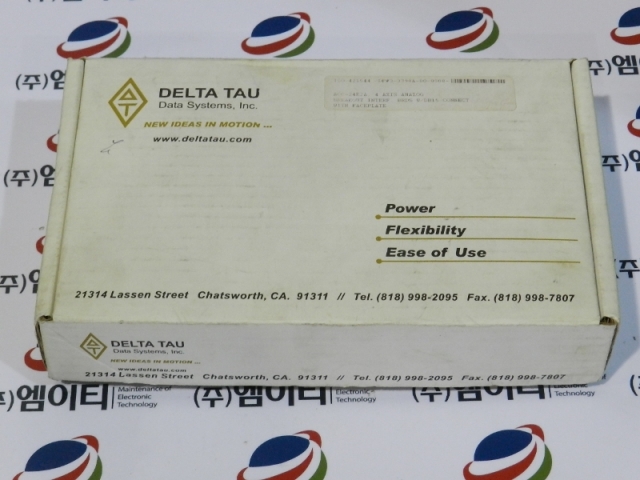 DELTA TAU
Data Systems, Inc.
NEW IDEAS IN MOTION ...
www.deltatau.com
WITH FACEPLATE
Power
Flexibility
Ease of Use
21314 Lassen Street Chatsworth, CA. 91311 // Tel. (818) 998-2095 Fax. (818) 998-7807
DELTA TAU
Data Systems, Inc.
NEW IDEAS IN MOTION ...
www.deltatau.com
21314 Lassen Street Chatsworth, CA. 91311 // Tel. (818) 998-2095 Fax. (818) 998-7807
(주)엠이티
(주)엠이티
(주)엠이티
Maintenance of
Electronic
Technology
(주)엠이티
Electronic
Technology
(주)엠이티